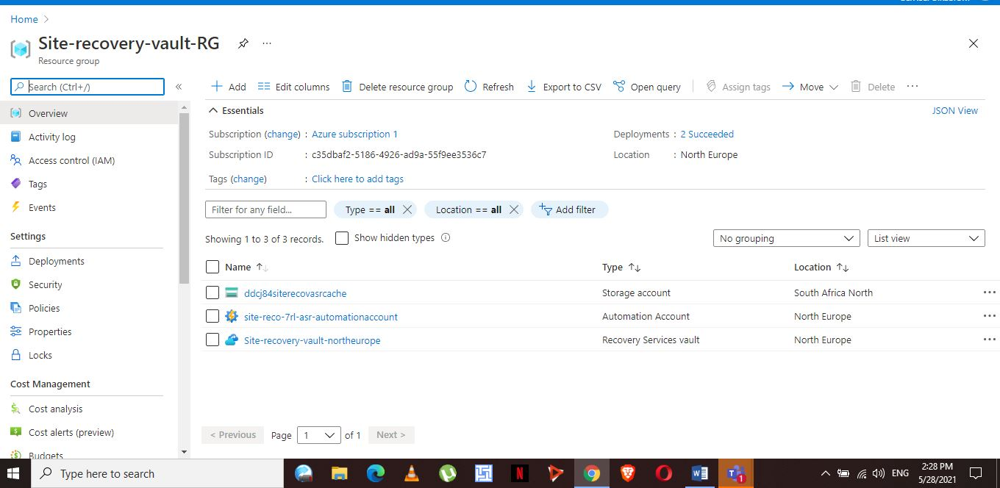 Home >
Site-recovery-vault-RG ...
Resource group
Search (Ctrl+/) «
Overview
Activity log
Access control (IAM)
Tags
Events
Settings
Deployments
Security
Policies
Properties
Locks
Cost Management
Cost analysis
Cost alerts (preview)
Budgets
Add Edit columns Delete resource group Refresh Export to CSV Open query Assign tags Move Delete ...
Essentials JSON View
Subscription (change) : Azure subscription 1 Deployments : 2 Succeeded
Subscription ID : c35dbaf2-5186-4926-ad9a-55f9ee3536c7 Location : North Europe
Tags (change) : Click here to add tags
Filter for any field... Type == all Location == all Add filter
Showing 1 to 3 of 3 records. Show hidden types No grouping List view
Name Type Location
ddcj84siterecovasrcache Storage account South Africa North ...
site-reco-7rl-asr-automationaccount Automation Account North Europe ...
Site-recovery-vault-northeurope Recovery Services vault North Europe ...
< Previous Page 1 of 1 Next >
Type here to search N W 1 ENG 2:28 PM
5/28/2021